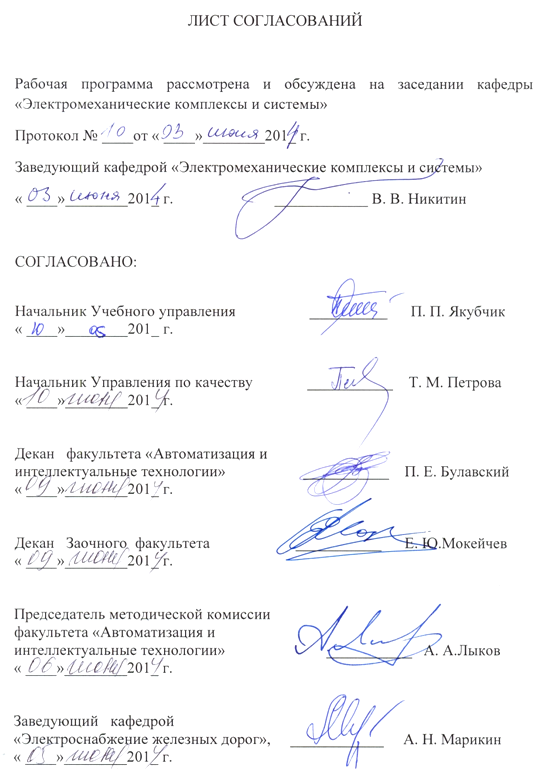 ЛИСТ СОГЛАСОВАНИЙ
Рабочая программа рассмотрена и обсуждена на заседании кафедры
«Электромеханические комплексы и системы»
Протокол № 10 от «03» июня 2014 г.
Заведующий кафедрой «Электромеханические комплексы и системы»
«03» июня 2014 г. В. В. Никитин
СОГЛАСОВАНО:
Начальник Учебного управления П. П. Якубчик
«10» 201_ г.
Начальник Управления по качеству Т. М. Петрова
«10» июня 2014 г.
Декан факультета «Автоматизация и
интеллектуальные технологии» П. Е. Булавский
«09» июня 2014 г.
Декан Заочного факультета Е. Ю.Мокейчев
«09» июня 2014 г.
Председатель методической комиссии
факультета «Автоматизация и
интеллектуальные технологии» А. А.Лыков
«06» июня 2014 г.
Заведующий кафедрой
«Электроснабжение железных дорог», А. Н. Марикин
« » июня 2014 г.